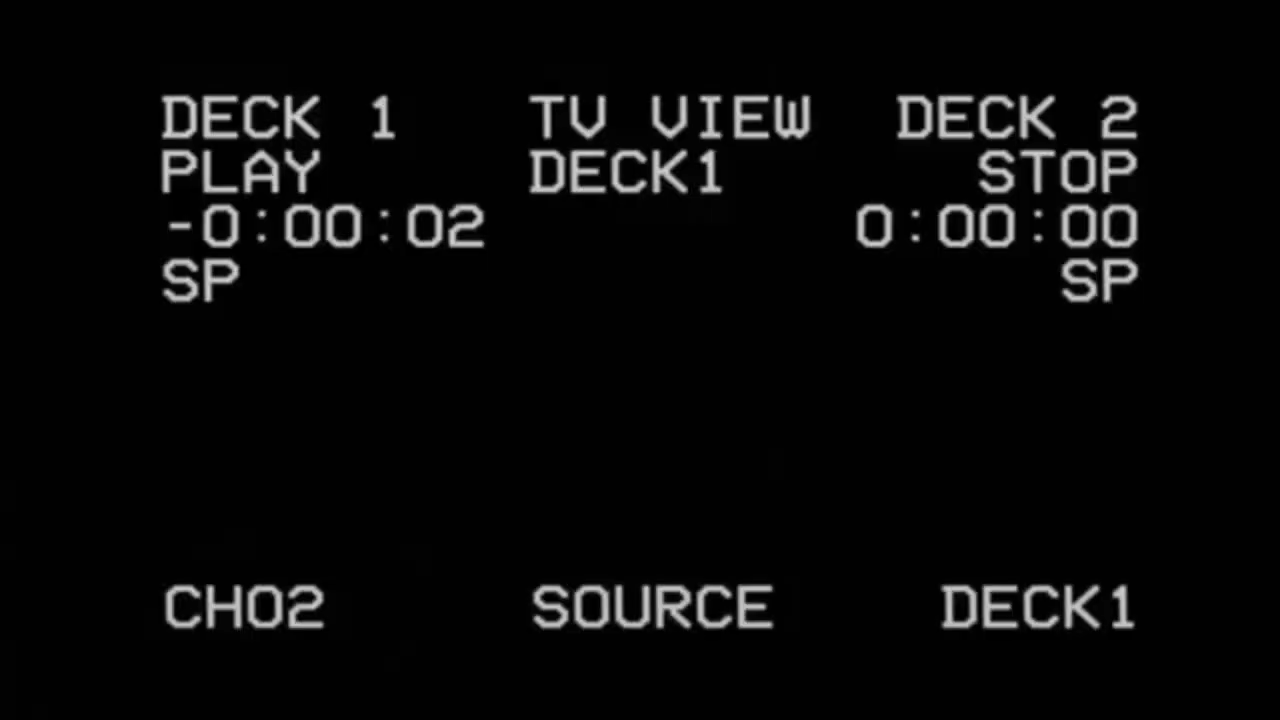 DECK 1 TV VIEW DECK 2
PLAY DECK1 STOP
-0:00:02 0:00:00
SP SP
CH02 SOURCE DECK1